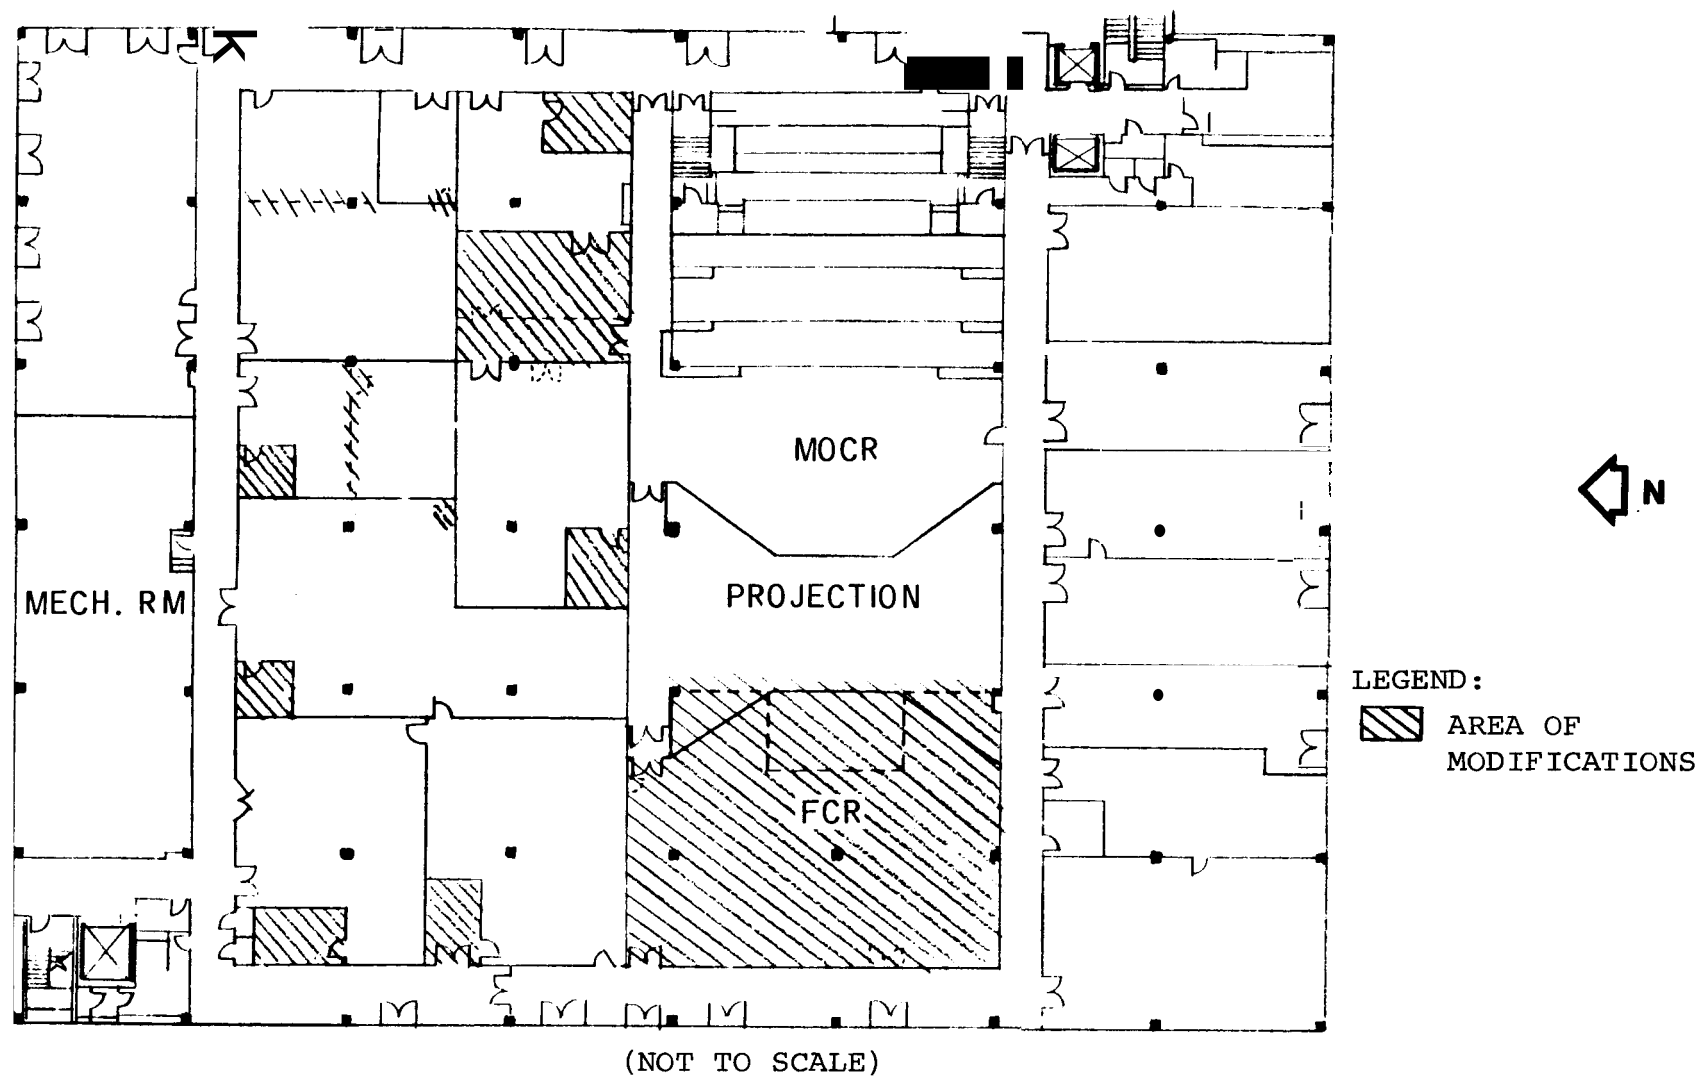 K
MOCR
N
MECH. RM
PROJECTION
LEGEND:
AREA OF
MODIFICATIONS
FCR
(NOT TO SCALE)